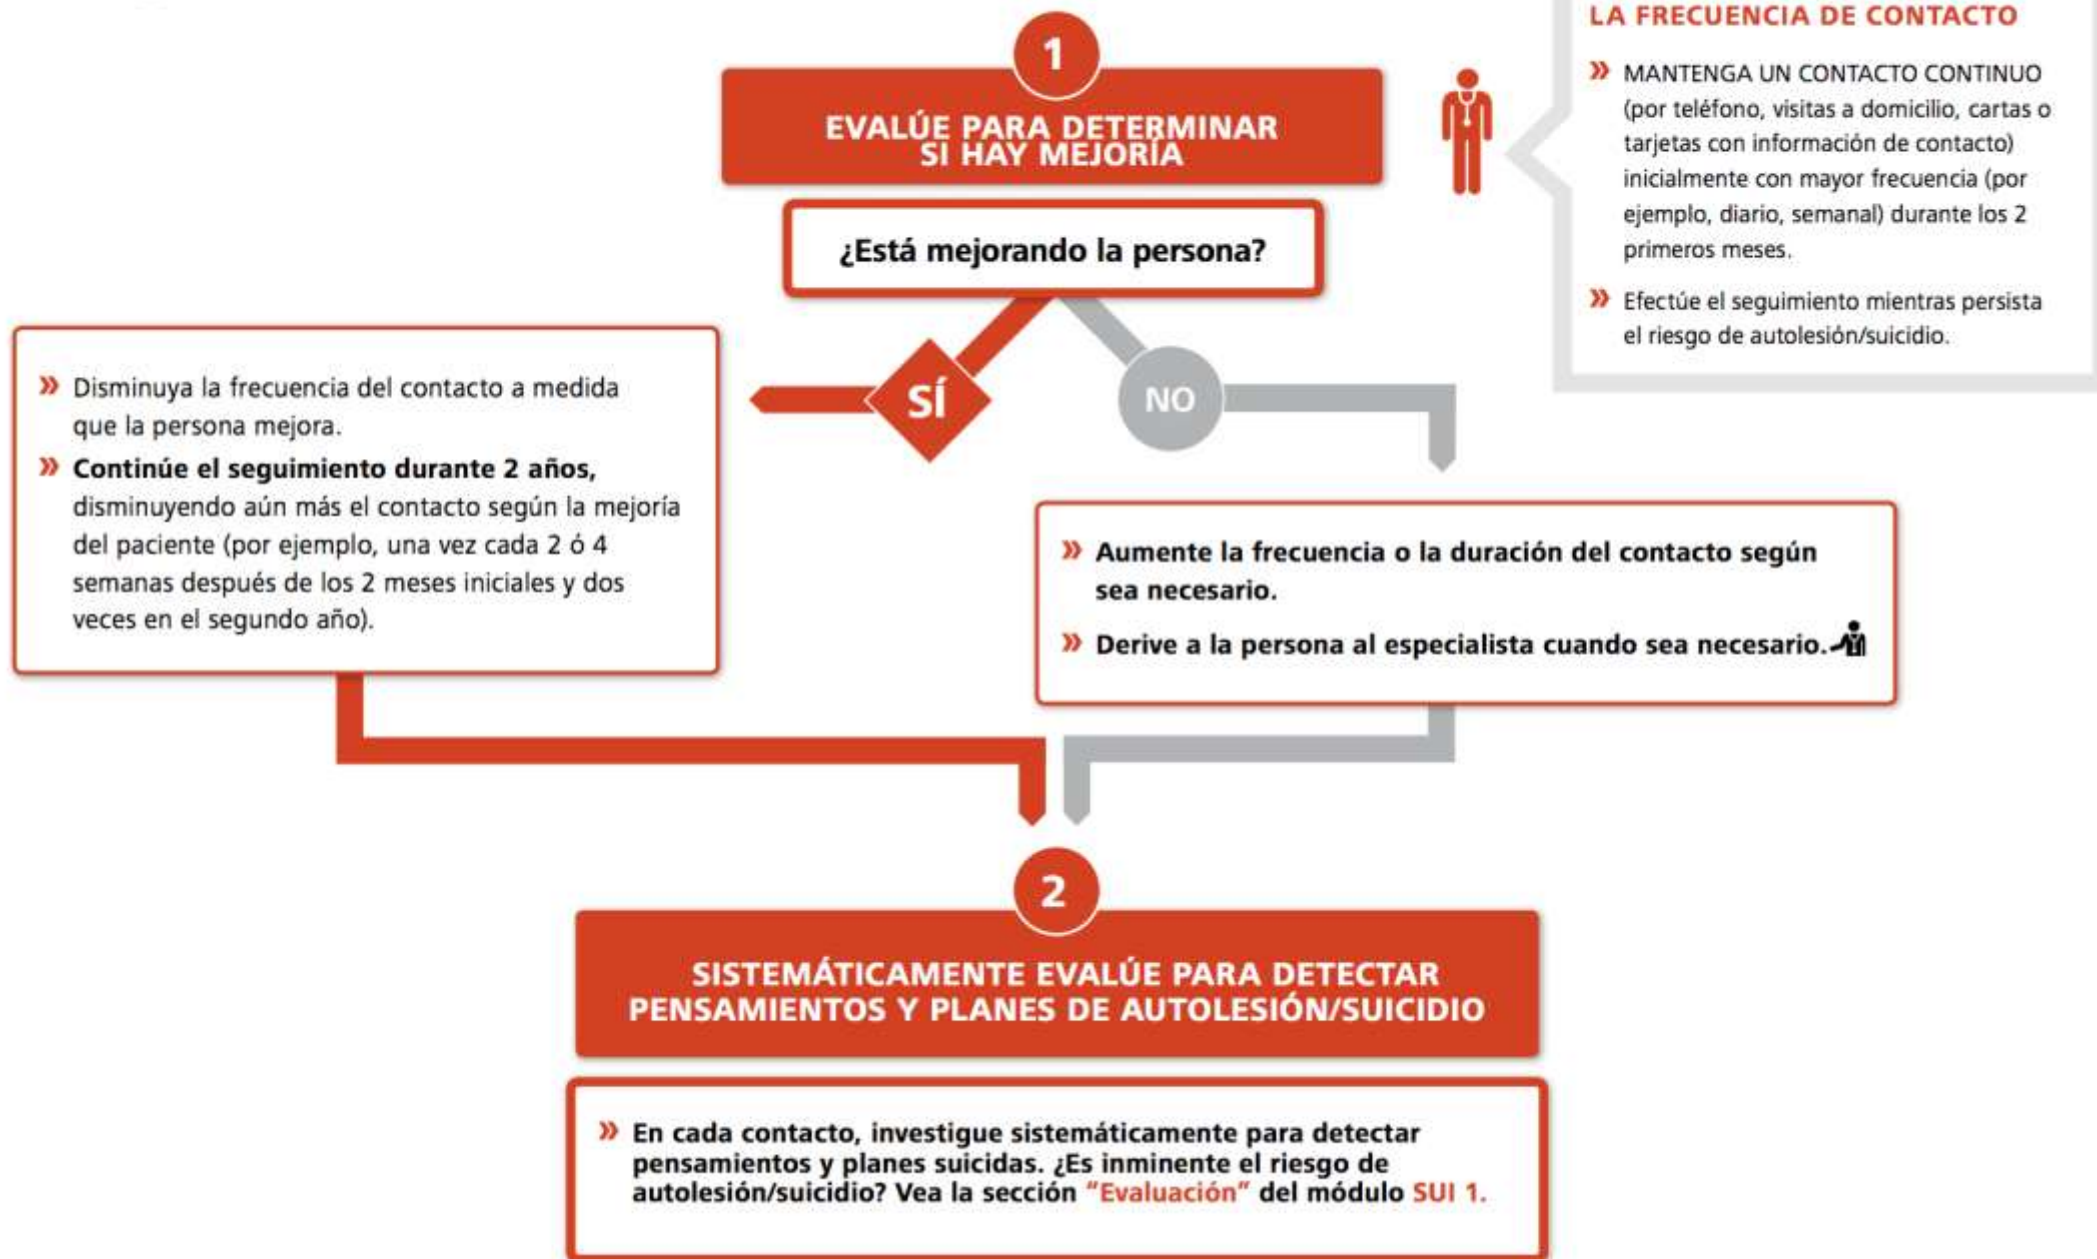 1
EVALÚE PARA DETERMINAR
SI HAY MEJORÍA
¿Está mejorando la persona?
LA FRECUENCIA DE CONTACTO
» MANTENGA UN CONTACTO CONTINUO
(por teléfono, visitas a domicilio, cartas o
tarjetas con información de contacto)
inicialmente con mayor frecuencia (por
ejemplo, diario, semanal) durante los 2
primeros meses.
» Efectúe el seguimiento mientras persista
el riesgo de autolesión/suicidio.
SÍ
NO
» Disminuya la frecuencia del contacto a medida
que la persona mejora.
» Continúe el seguimiento durante 2 años,
disminuyendo aún más el contacto según la mejoría
del paciente (por ejemplo, una vez cada 2 ó 4
semanas después de los 2 meses iniciales y dos
veces en el segundo año).
» Aumente la frecuencia o la duración del contacto según
sea necesario.
» Derive a la persona al especialista cuando sea necesario.
2
SISTEMÁTICAMENTE EVALÚE PARA DETECTAR
PENSAMIENTOS Y PLANES DE AUTOLESIÓN/SUICIDIO
» En cada contacto, investigue sistemáticamente para detectar
pensamientos y planes suicidas. ¿Es inminente el riesgo de
autolesión/suicidio? Vea la sección "Evaluación" del módulo SUI 1.